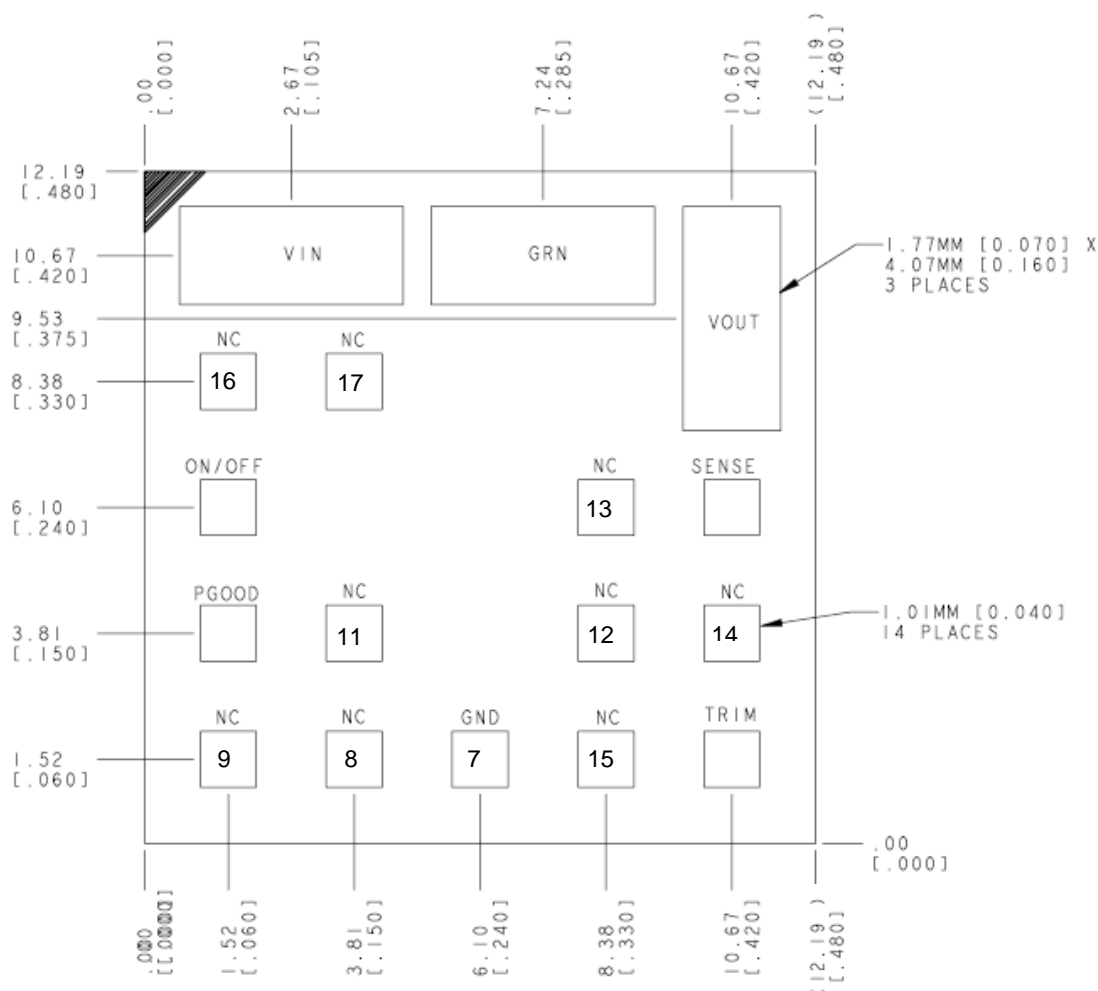 .00
[.0000]
2.67
[.105]
7.24
[.285]
10.67
[.420]
(12.19 )
[.480]
12.19
[.480]
10.67
[.420]
VIN
GRN
VOUT
1.77MM [0.070] X
4.07MM [0.160]
3 PLACES
9.53
[.375]
NC
NC
8.38
[.330]
16
17
ON/OFF
NC
SENSE
6.10
[.240]
13
PGOOD
NC
NC
NC
3.81
[.150]
11
12
14
1.01MM [0.040]
14 PLACES
NC
NC
GND
NC
TRIM
1.52
[.060]
9
8
7
15
.00
[.000]
1.52
[.060]
3.81
[.150]
6.10
[.240]
8.38
[.330]
10.67
[.420]
(12.19 )
[.480]